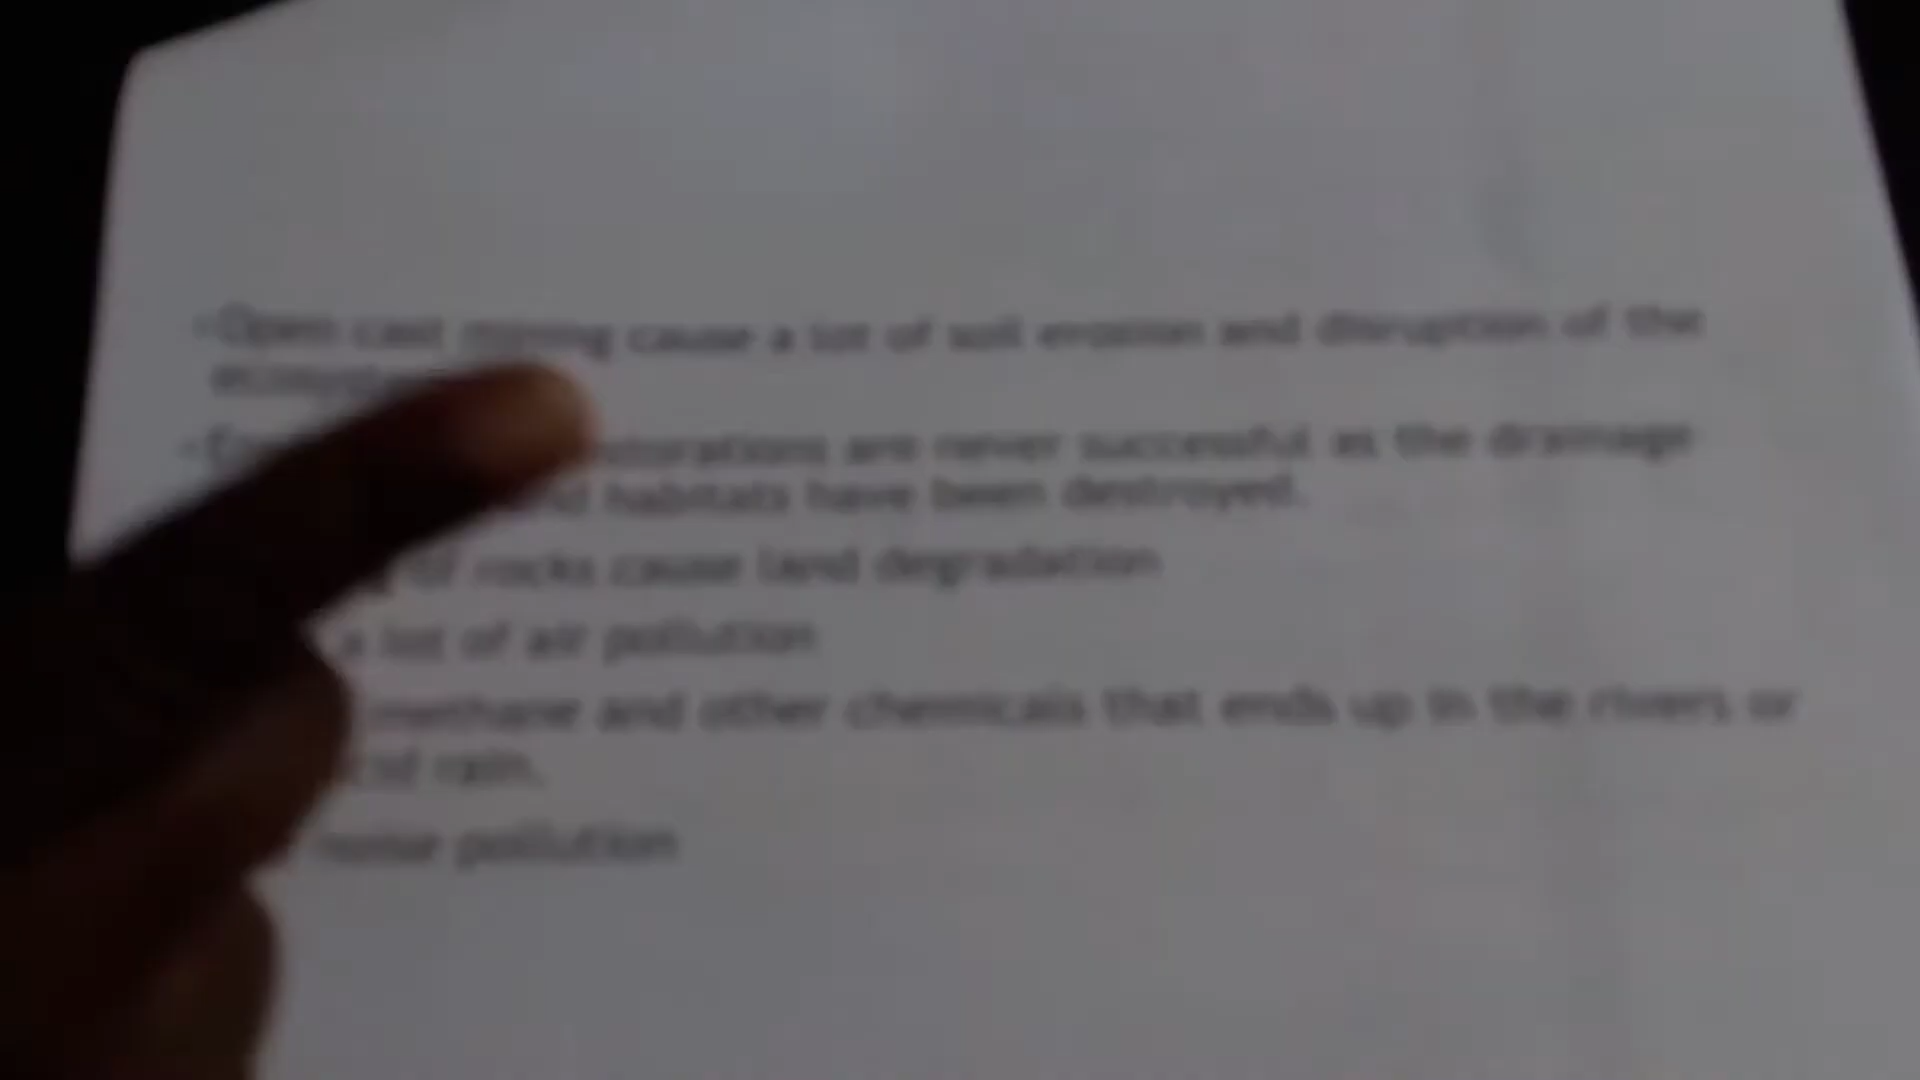 - Open cast mining cause a lot of soil erosion and disruption of the
are never successful as the drainage
habitats have been destroyed.
of rocks cause land degradation
a lot of air pollution
methane and other chemicals that ends up in the rivers or
rain.
noise pollution